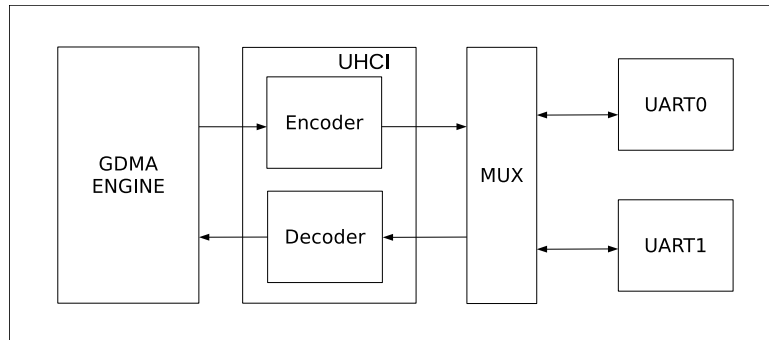 UHCI
Encoder
GDMA
ENGINE
Decoder
MUX
UART0
UART1